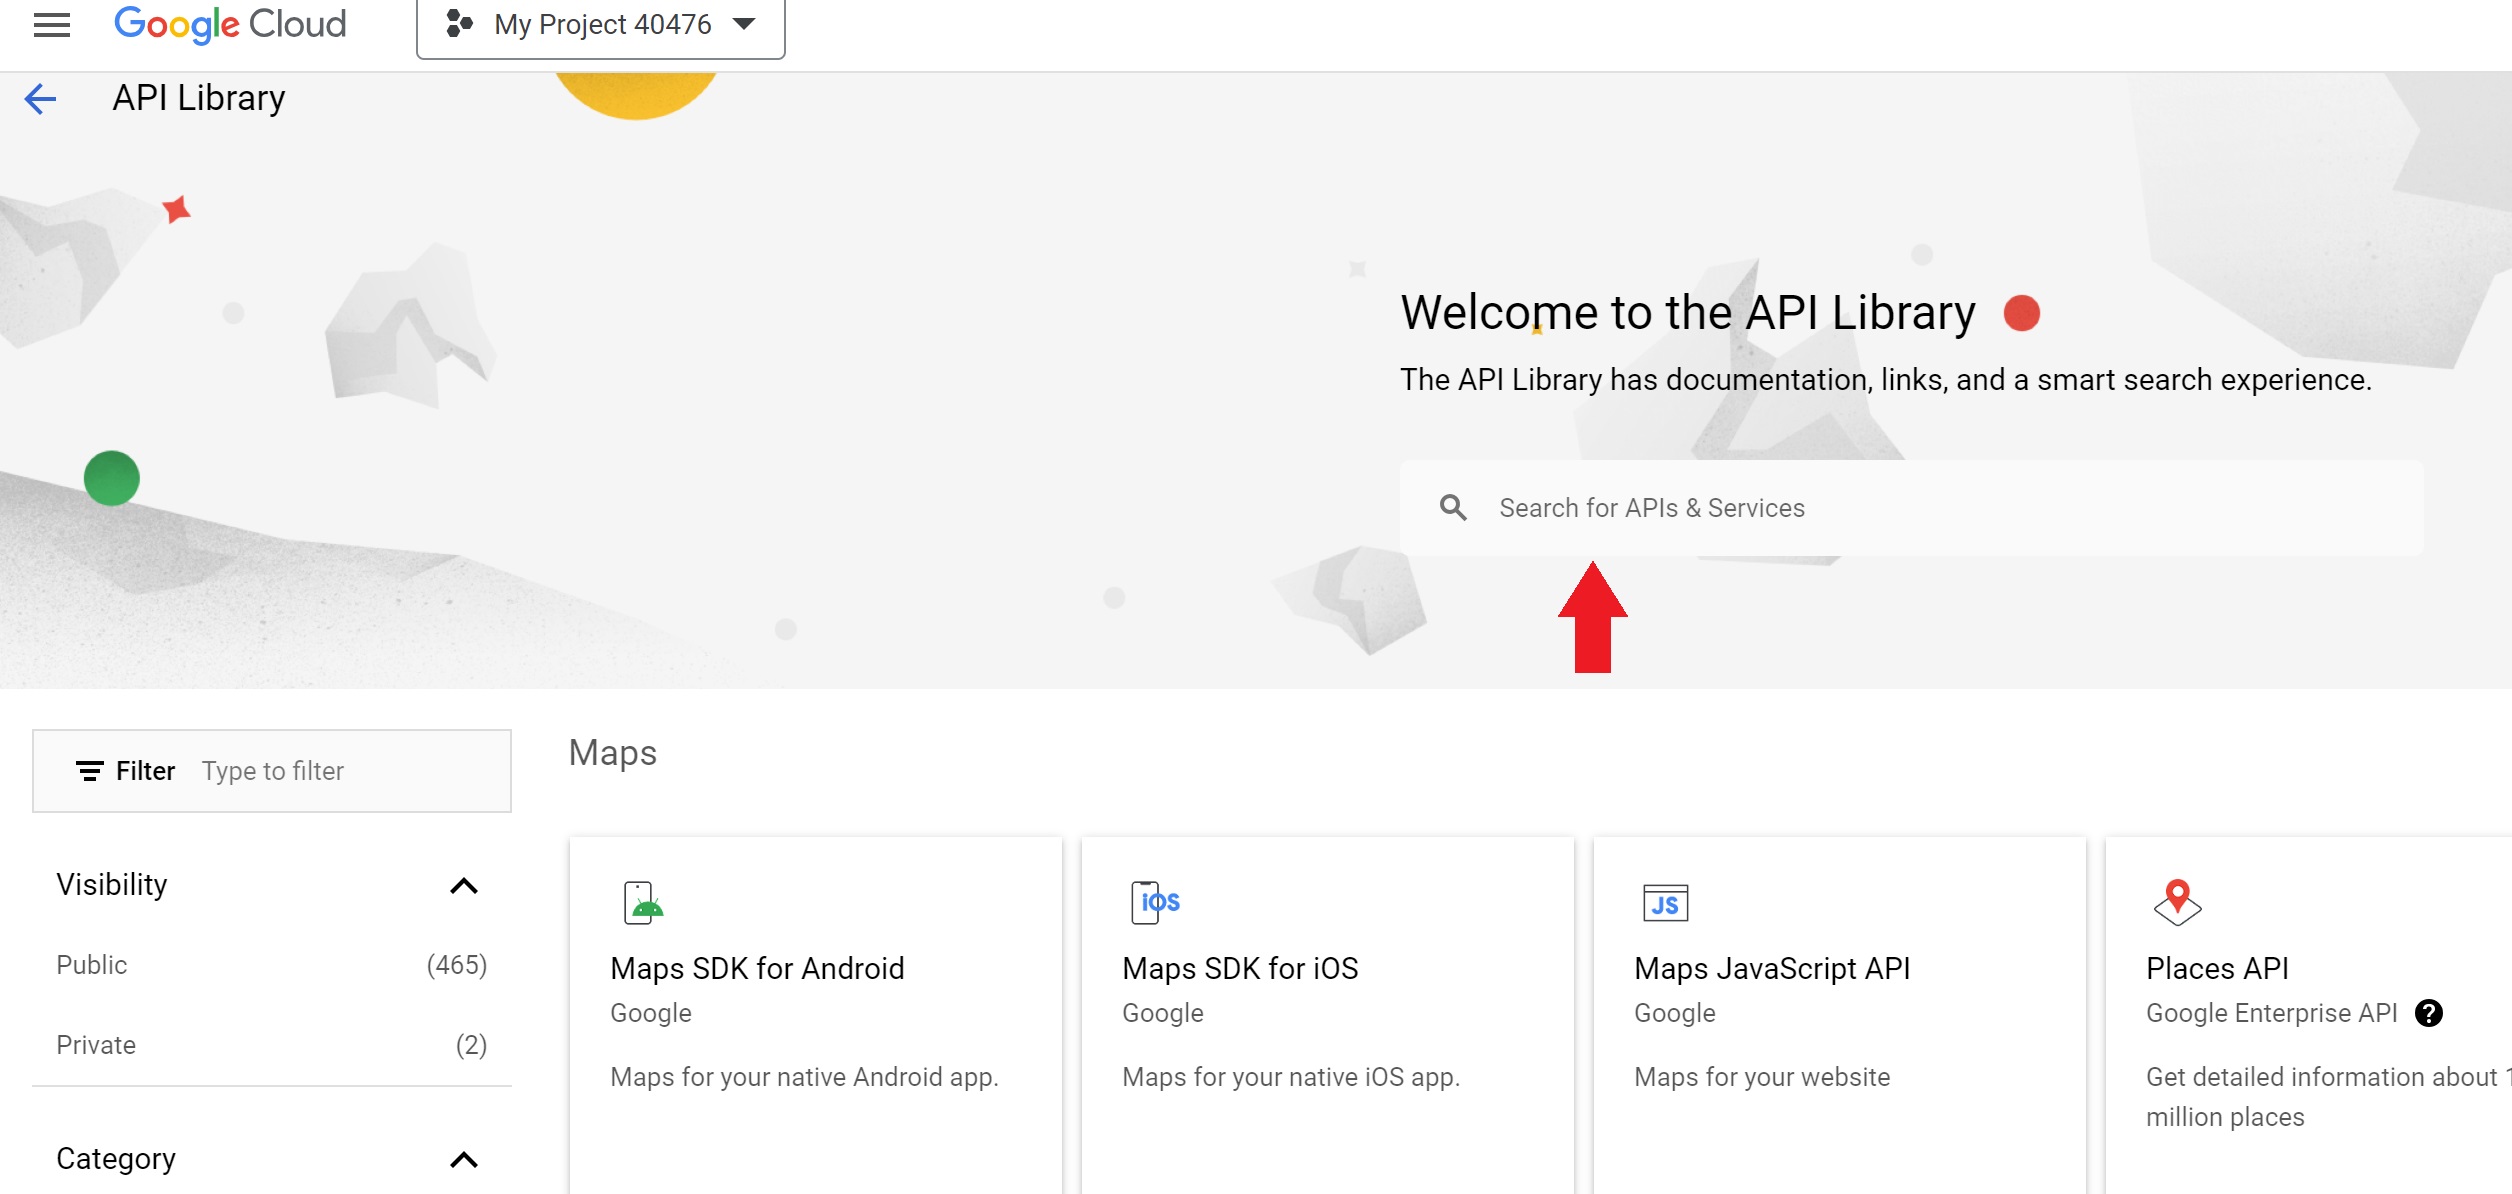 Google Cloud
My Project 40476
API Library
Welcome to the API Library
The API Library has documentation, links, and a smart search experience.
Search for APIs & Services
Filter Type to filter
Visibility
Public (465)
Private (2)
Category
Maps
Maps SDK for Android
Google
Maps for your native Android app.
iOS
Maps SDK for iOS
Google
Maps for your native iOS app.
JS
Maps JavaScript API
Google
Maps for your website
Places API
Google Enterprise API ?
Get detailed information about 1
million places